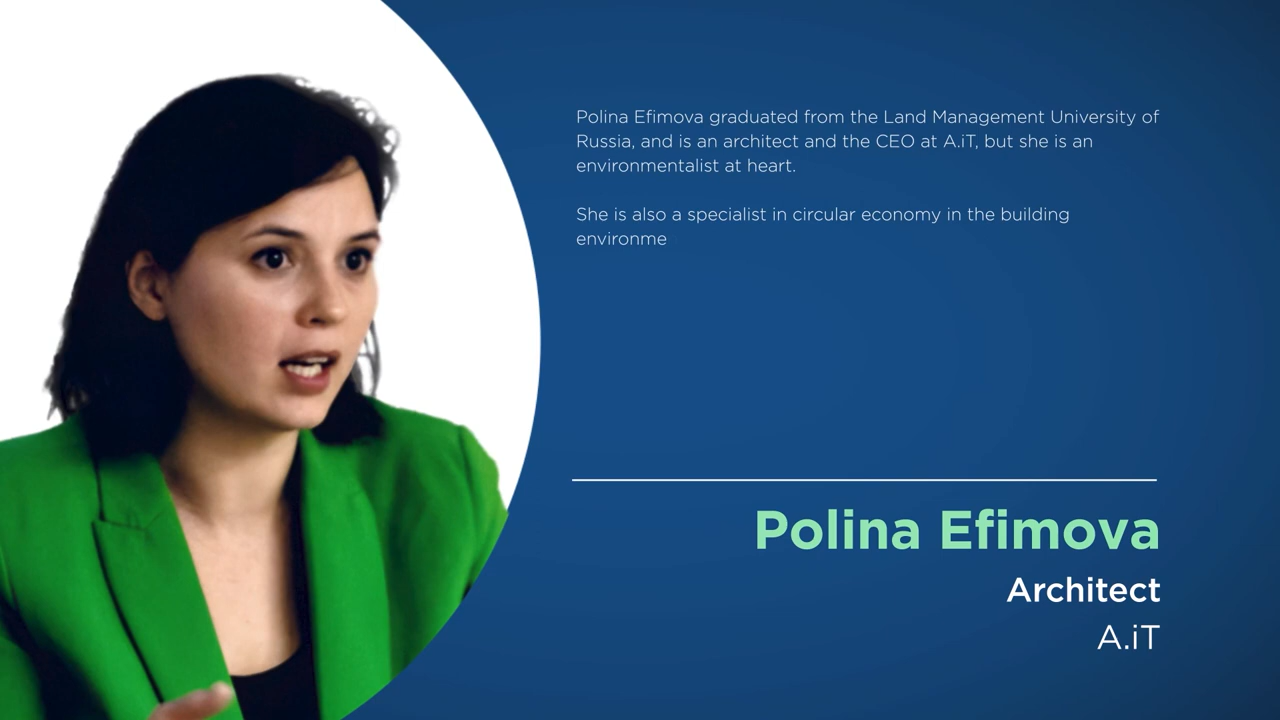 Polina Efimova graduated from the Land Management University of
Russia, and is an architect and the CEO at A.iT, but she is an
environmentalist at heart.
She is also a specialist in circular economy in the building
environme
Polina Efimova
Architect
A.iT